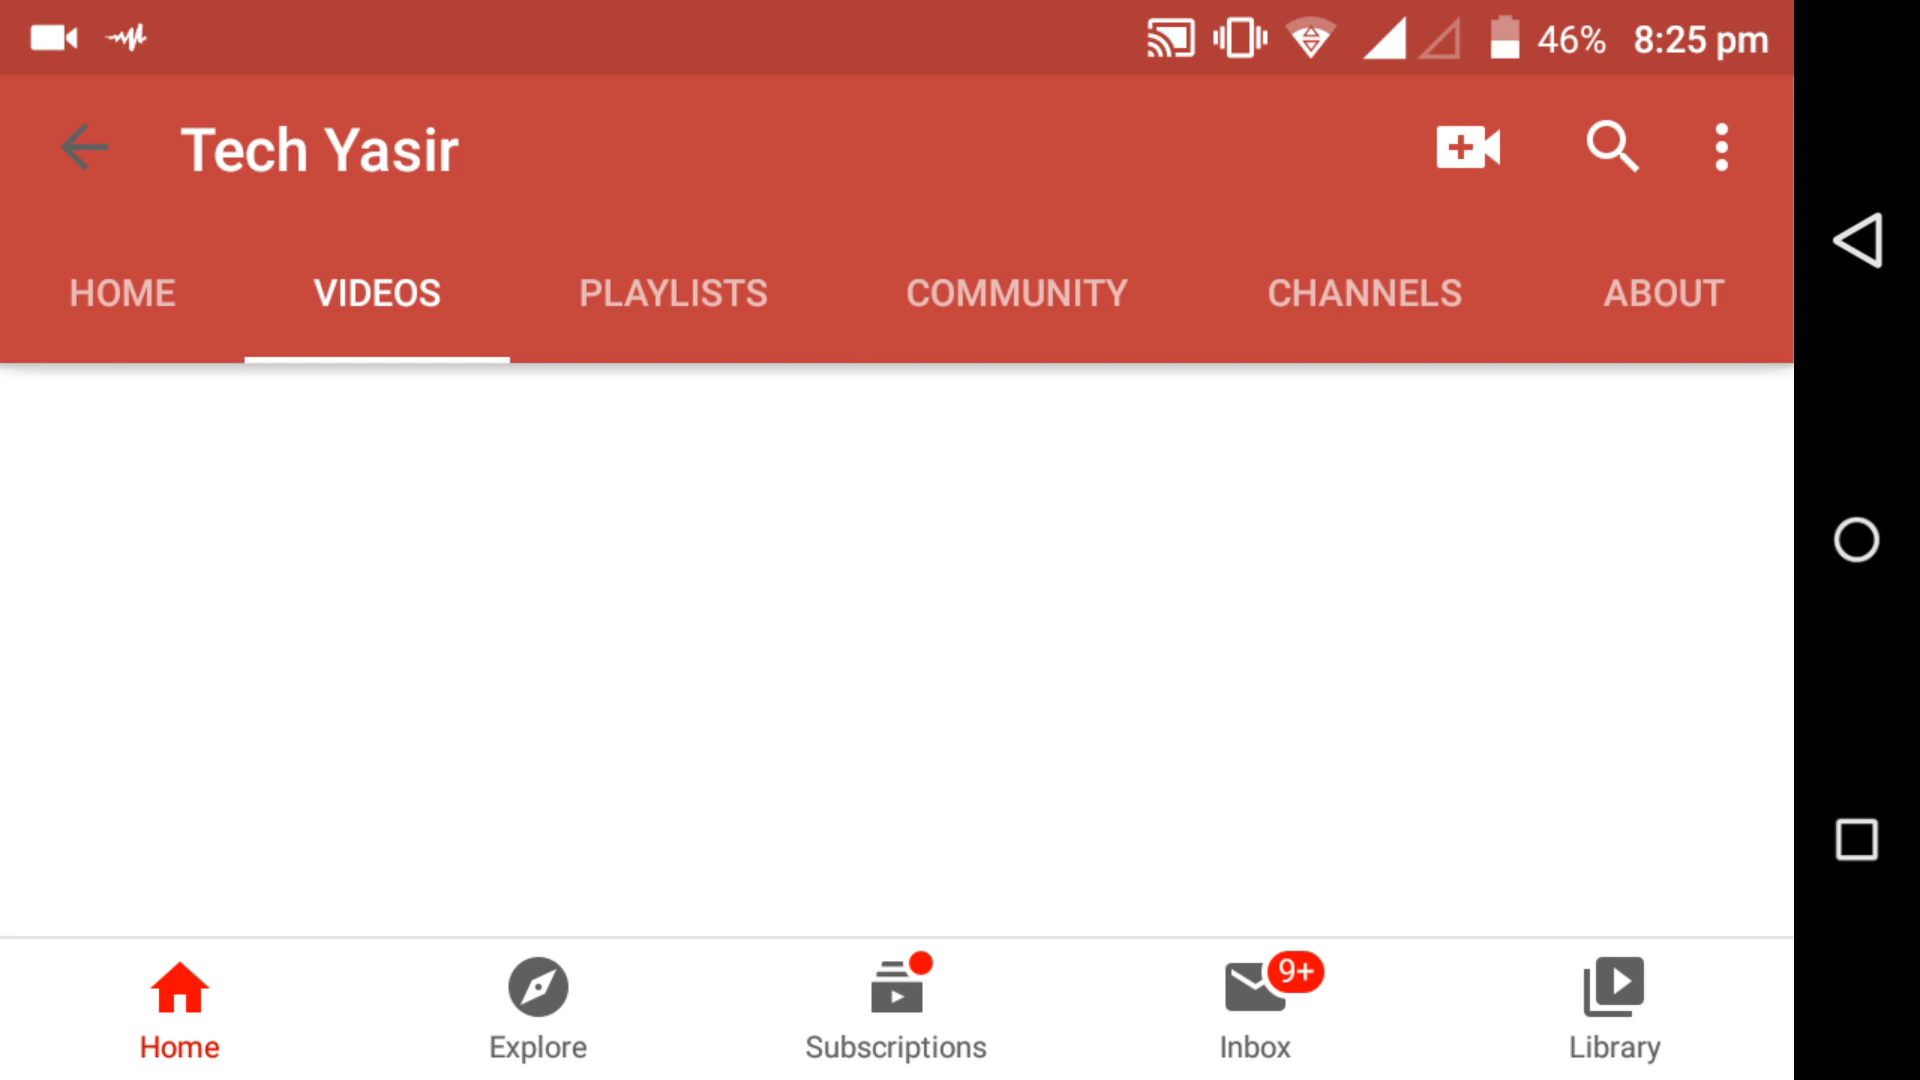 46% 8:25 pm
Tech Yasir
HOME VIDEOS PLAYLISTS COMMUNITY CHANNELS ABOUT
9+
Home Explore Subscriptions Inbox Library